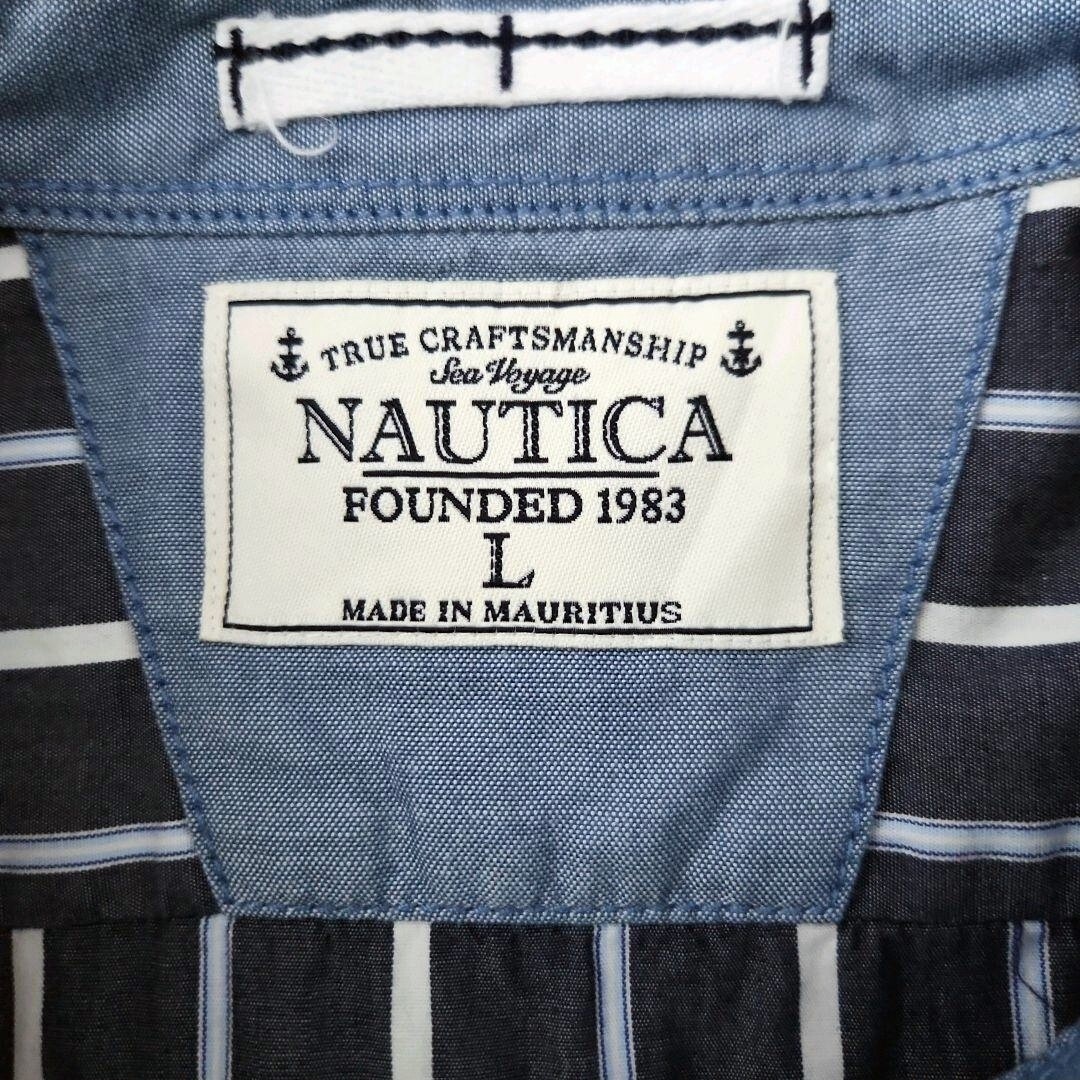 TRUE CRAFTSMANSHIP
Sea Voyage
NAUTICA
FOUNDED 1983
L
MADE IN MAURITIUS